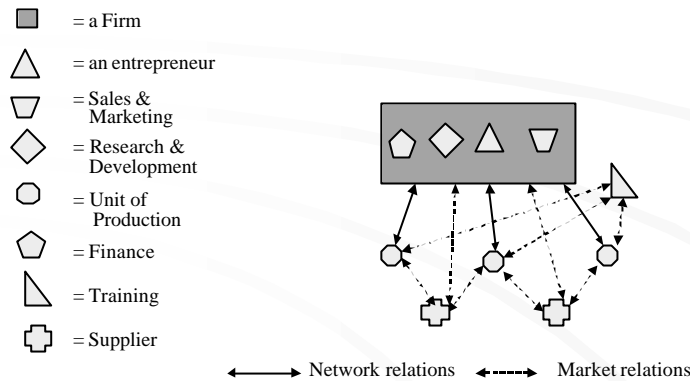 = a Firm
= an entrepreneur
= Sales &
Marketing
= Research &
Development
= Unit of
Production
= Finance
= Training
= Supplier
Network relations
Market relations